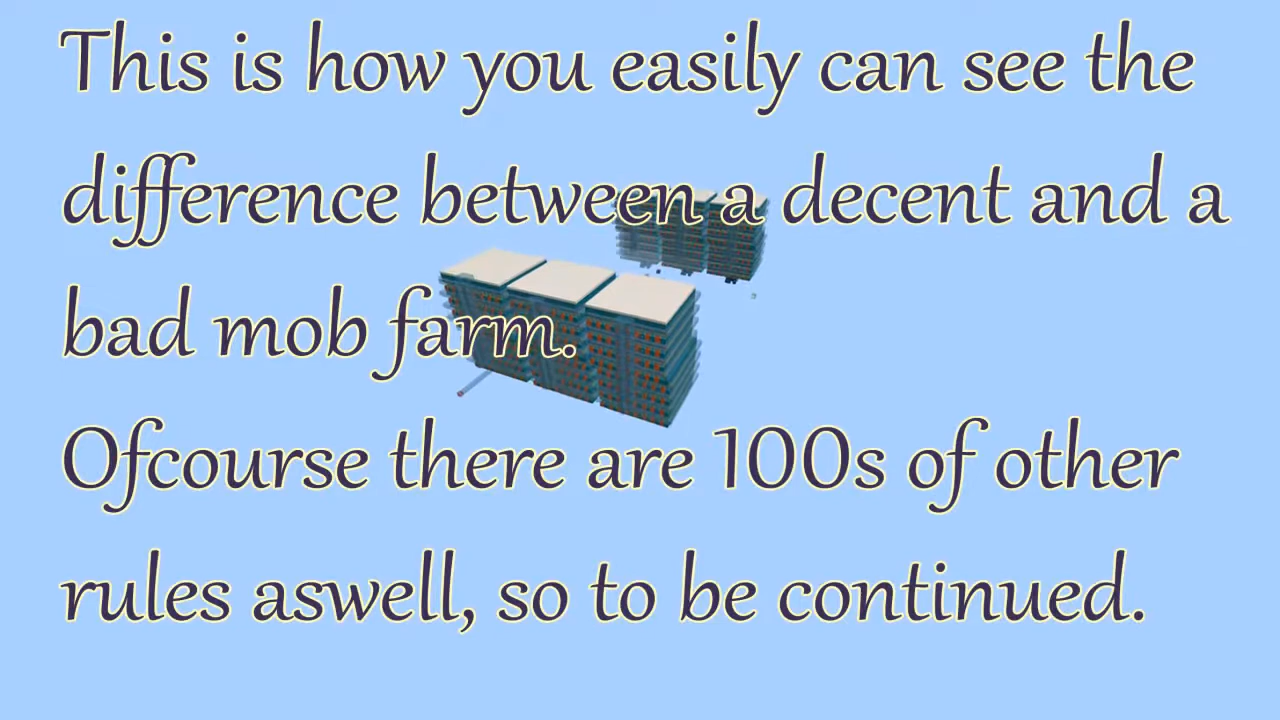 This is how you easily can see the
difference between a decent and a
bad mob farm.
Ofcourse there are 100s of other
rules aswell, so to be continued.